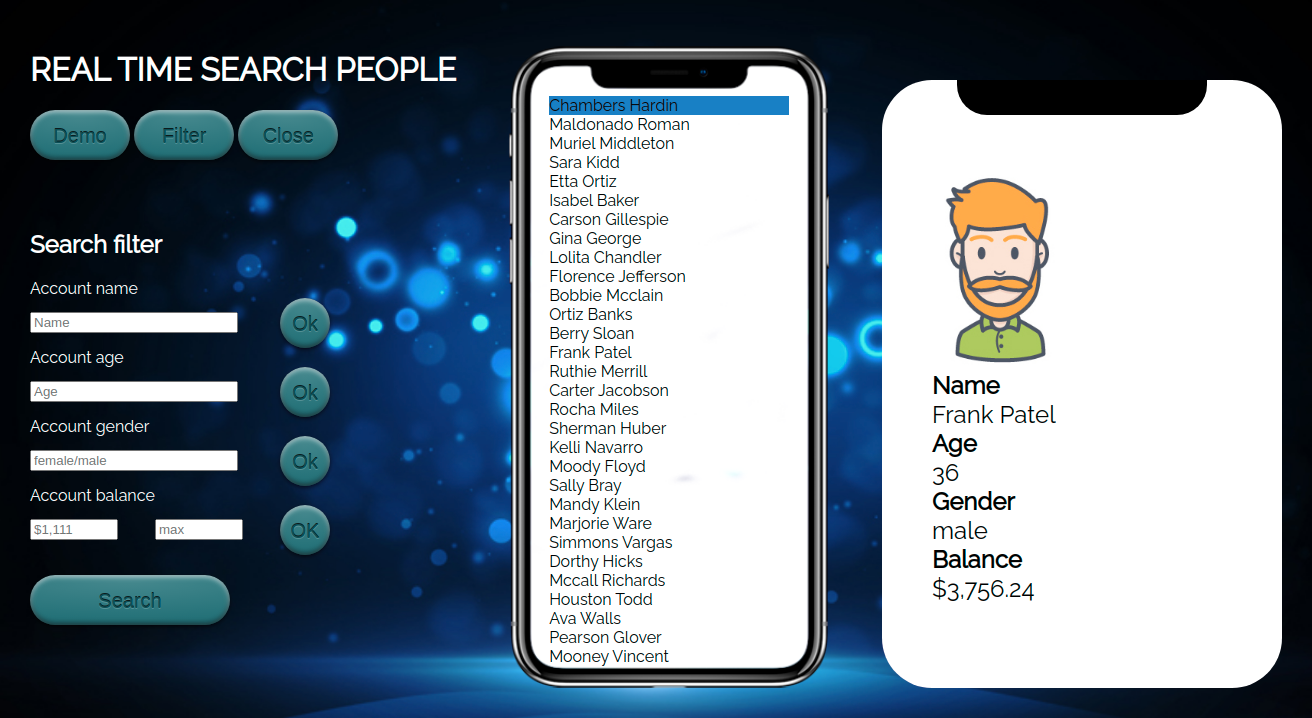 REAL TIME SEARCH PEOPLE
Demo Filter Close
Search filter
Account name
Name Ok
Account age
Age Ok
Account gender
female/male Ok
Account balance
$1,111 max OK
Search
Chambers Hardin
Maldonado Roman
Muriel Middleton
Sara Kidd
Etta Ortiz
Isabel Baker
Carson Gillespie
Gina George
Lolita Chandler
Florence Jefferson
Bobbie Mcclain
Ortiz Banks
Berry Sloan
Frank Patel
Ruthie Merrill
Carter Jacobson
Rocha Miles
Sherman Huber
Kelli Navarro
Moody Floyd
Sally Bray
Mandy Klein
Marjorie Ware
Simmons Vargas
Dorthy Hicks
Mccall Richards
Houston Todd
Ava Walls
Pearson Glover
Mooney Vincent
Name
Frank Patel
Age
36
Gender
male
Balance
$3,756.24